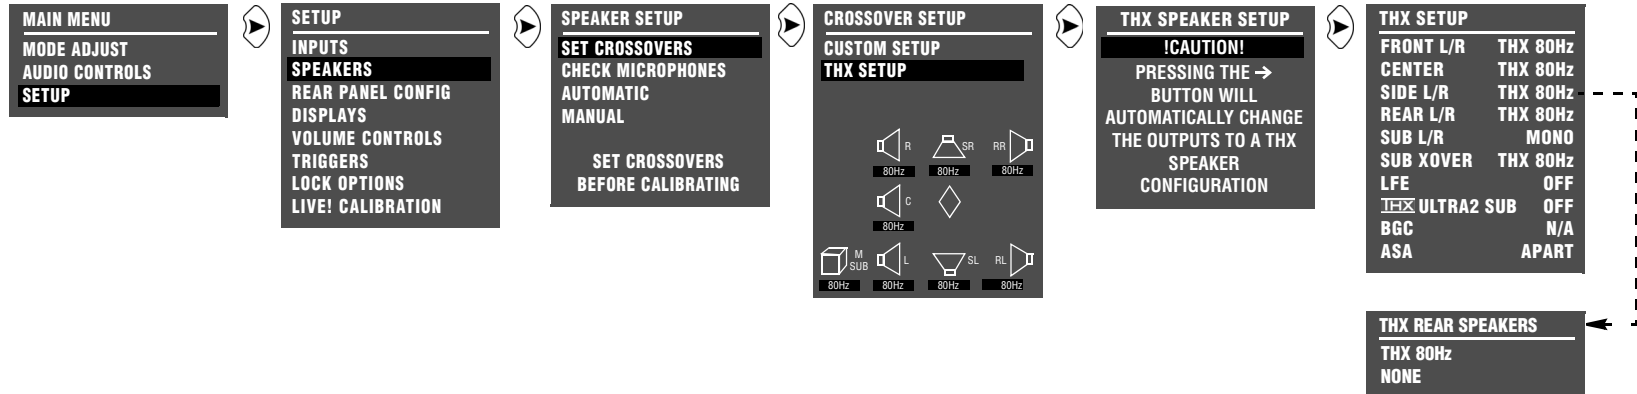 MAIN MENU
MODE ADJUST
AUDIO CONTROLS
SETUP
SETUP
INPUTS
SPEAKERS
REAR PANEL CONFIG
DISPLAYS
VOLUME CONTROLS
TRIGGERS
LOCK OPTIONS
LIVE! CALIBRATION
SPEAKER SETUP
SET CROSSOVERS
CHECK MICROPHONES
AUTOMATIC
MANUAL
SET CROSSOVERS
BEFORE CALIBRATING
CROSSOVER SETUP
CUSTOM SETUP
THX SETUP
R SR RR
80Hz 80Hz 80Hz
C
80Hz
M
SUB L SL RL
80Hz 80Hz 80Hz 80Hz
THX SPEAKER SETUP
!CAUTION!
PRESSING THE →
BUTTON WILL
AUTOMATICALLY CHANGE
THE OUTPUTS TO A THX
SPEAKER
CONFIGURATION
THX SETUP
FRONT L/R THX 80Hz
CENTER THX 80Hz
SIDE L/R THX 80Hz
REAR L/R THX 80Hz
SUB L/R MONO
SUB XOVER THX 80Hz
LFE OFF
THX ULTRA2 SUB OFF
BGC N/A
ASA APART
THX REAR SPEAKERS
THX 80Hz
NONE